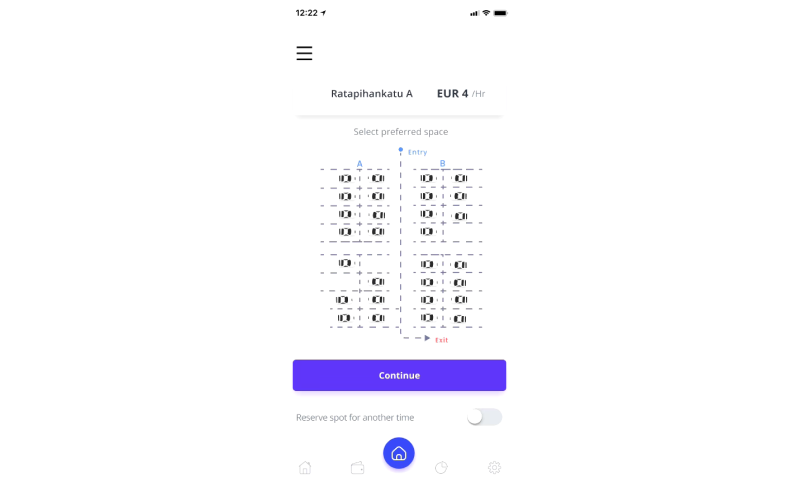 12:22
Ratapihankatu A EUR 4 /Hr
Select preferred space
Entry
A B
Exit
Continue
Reserve spot for another time